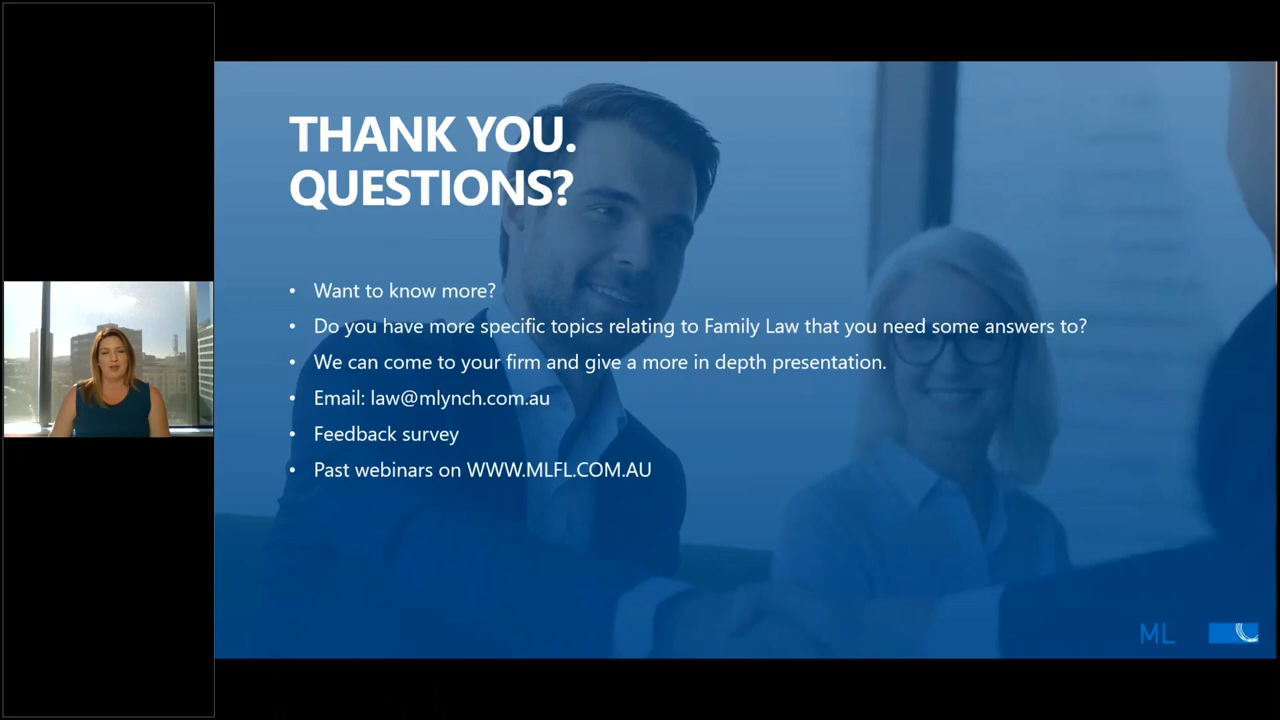 THANK YOU.
QUESTIONS?
• Want to know more?
• Do you have more specific topics relating to Family Law that you need some answers to?
• We can come to your firm and give a more in depth presentation.
• Email: law@mlynch.com.au
• Feedback survey
• Past webinars on WWW.MLFL.COM.AU
ML